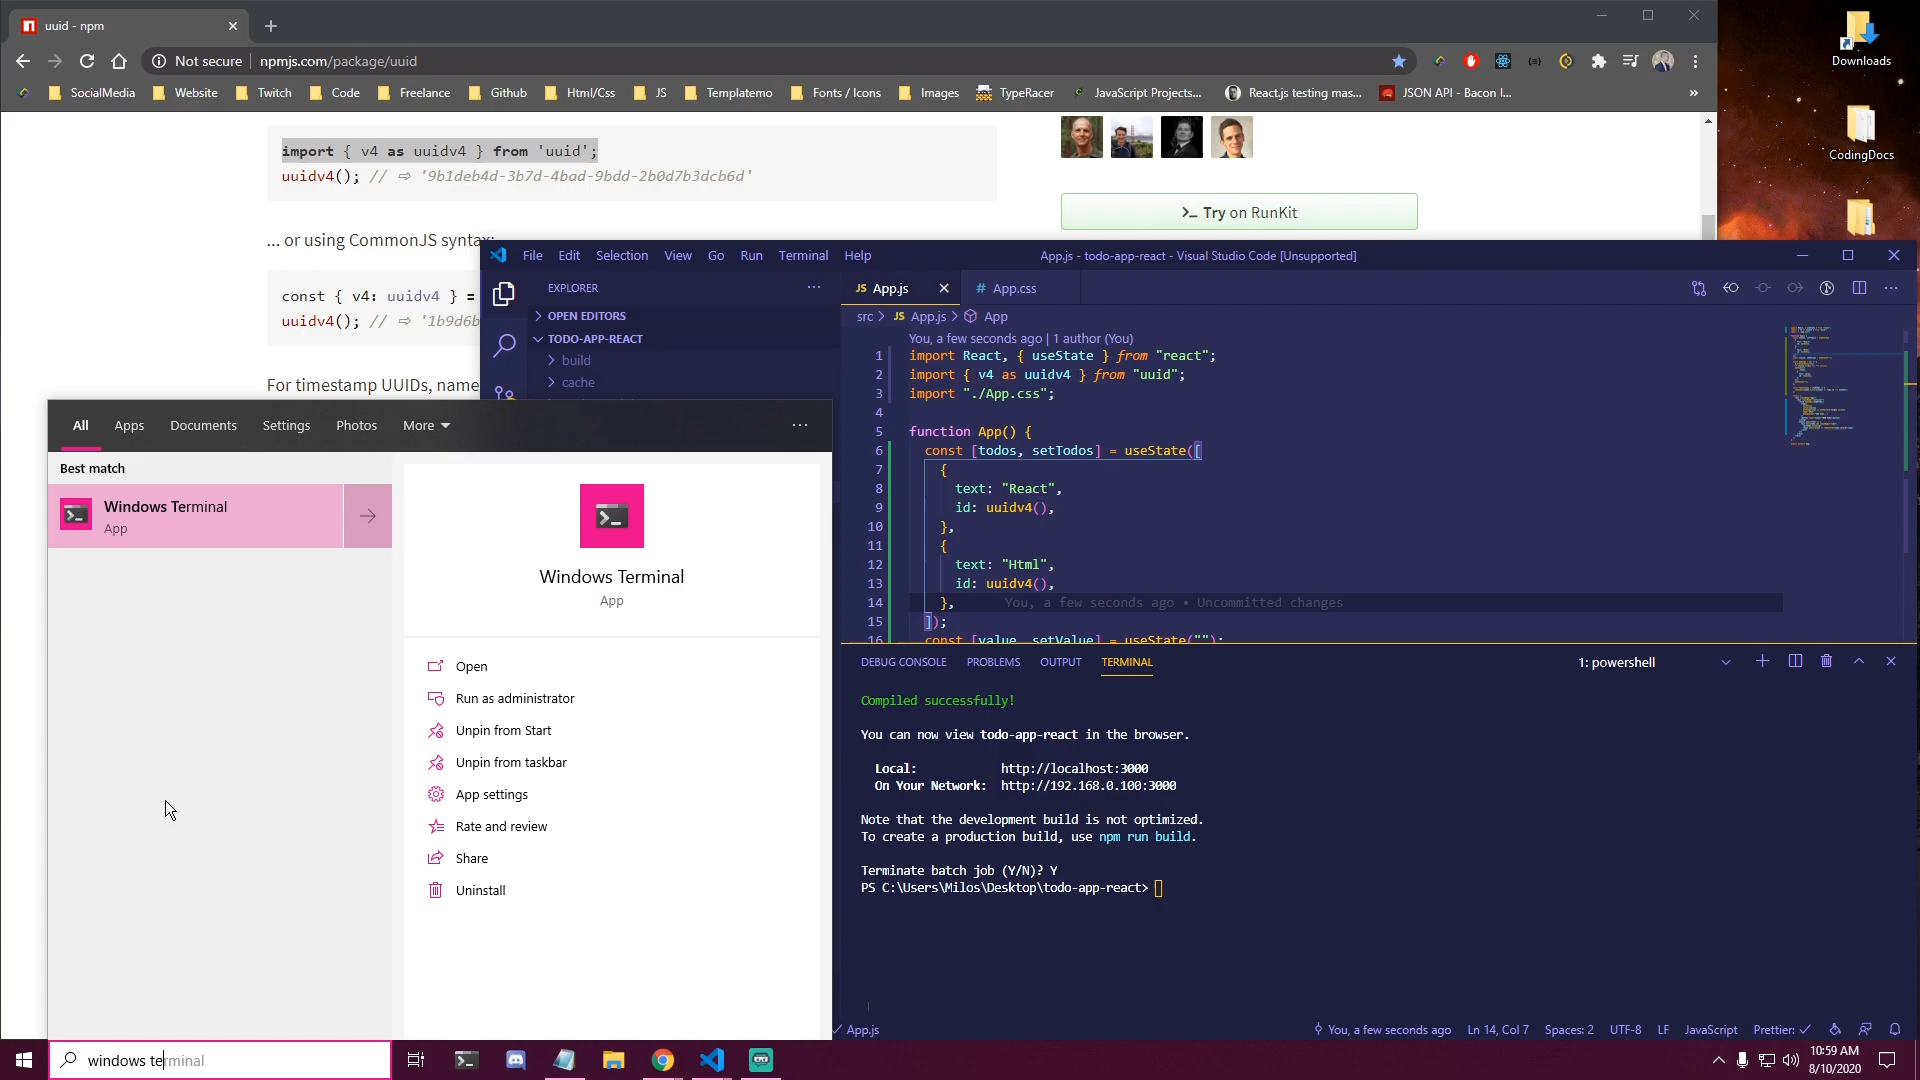 uuid - npm
Not secure
npmjs.com/package/uuid
SocialMedia
Website
Twitch
Code
Freelance
Github
Html/Css
JS
Templatemo
Fonts / Icons
Images
TypeRacer
JavaScript Projects...
React.js testing mas...
JSON API - Bacon I...
»
Downloads
CodingDocs
import { v4 as uuidv4 } from 'uuid';
uuidv4(); // ⇨ '9b1deb4d-3b7d-4bad-9bdd-2b0d7b3dcb6d'
>_ Try on RunKit
... or using CommonJS syntax:
const { v4: uuidv4 } =
uuidv4(); // ⇨ '1b9d6b
For timestamp UUIDs, name
File Edit Selection View Go Run Terminal Help
App.js - todo-app-react - Visual Studio Code [Unsupported]
EXPLORER
OPEN EDITORS
TODO-APP-REACT
build
cache
JS App.js
# App.css
src > JS App.js > App
You, a few seconds ago | 1 author (You)
1 import React, { useState } from "react";
2 import { v4 as uuidv4 } from "uuid";
3 import "./App.css";
4
5 function App() {
6 const [todos, setTodos] = useState([
7 {
8 text: "React",
9 id: uuidv4(),
10 },
11 {
12 text: "Html",
13 id: uuidv4(),
14 }, You, a few seconds ago • Uncommitted changes
15 ]);
16 const [value, setValue] = useState("");
DEBUG CONSOLE PROBLEMS OUTPUT TERMINAL
1: powershell
Compiled successfully!
You can now view todo-app-react in the browser.
Local: http://localhost:3000
On Your Network: http://192.168.0.100:3000
Note that the development build is not optimized.
To create a production build, use npm run build.
Terminate batch job (Y/N)? Y
PS C:\Users\Milos\Desktop\todo-app-react>
App.js
You, a few seconds ago
Ln 14, Col 7
Spaces: 2
UTF-8
LF
JavaScript
Prettier: ✓
All Apps Documents Settings Photos More
Best match
Windows Terminal
App
Windows Terminal
App
Open
Run as administrator
Unpin from Start
Unpin from taskbar
App settings
Rate and review
Share
Uninstall
windows terminal
10:59 AM
8/10/2020